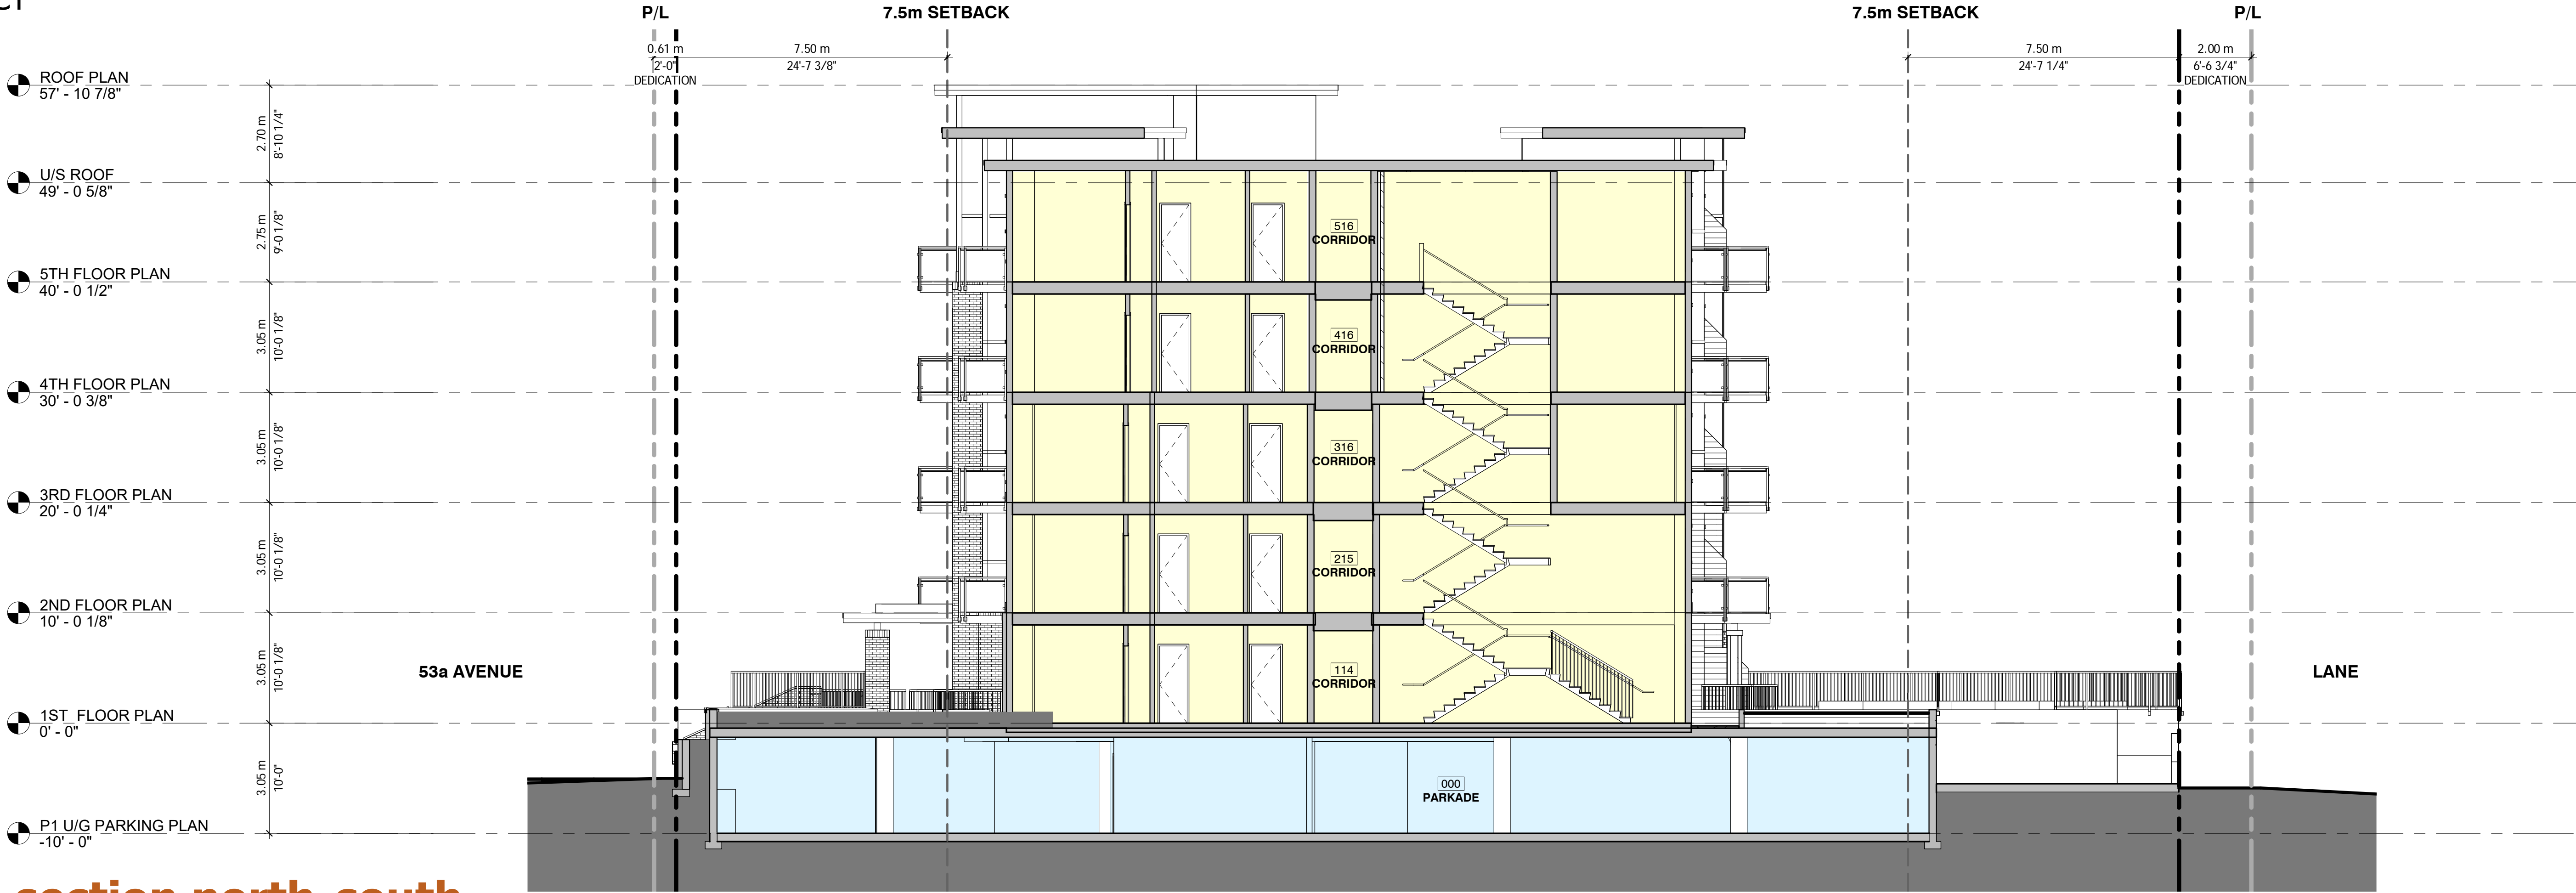 P/L
7.5m SETBACK
7.5m SETBACK
P/L
0.61 m
2'-0"
DEDICATION
7.50 m
24'-7 3/8"
7.50 m
24'-7 1/4"
2.00 m
6'-6 3/4"
DEDICATION
ROOF PLAN
57' - 10 7/8"
2.70 m
8'-10 1/4"
U/S ROOF
49' - 0 5/8"
2.75 m
9'-0 1/8"
516
CORRIDOR
5TH FLOOR PLAN
40' - 0 1/2"
3.05 m
10'-0 1/8"
416
CORRIDOR
4TH FLOOR PLAN
30' - 0 3/8"
3.05 m
10'-0 1/8"
316
CORRIDOR
3RD FLOOR PLAN
20' - 0 1/4"
3.05 m
10'-0 1/8"
215
CORRIDOR
2ND FLOOR PLAN
10' - 0 1/8"
3.05 m
10'-0 1/8"
53a AVENUE
114
CORRIDOR
LANE
1ST FLOOR PLAN
0' - 0"
3.05 m
10'-0"
000
PARKADE
P1 U/G PARKING PLAN
-10' - 0"
section north-south